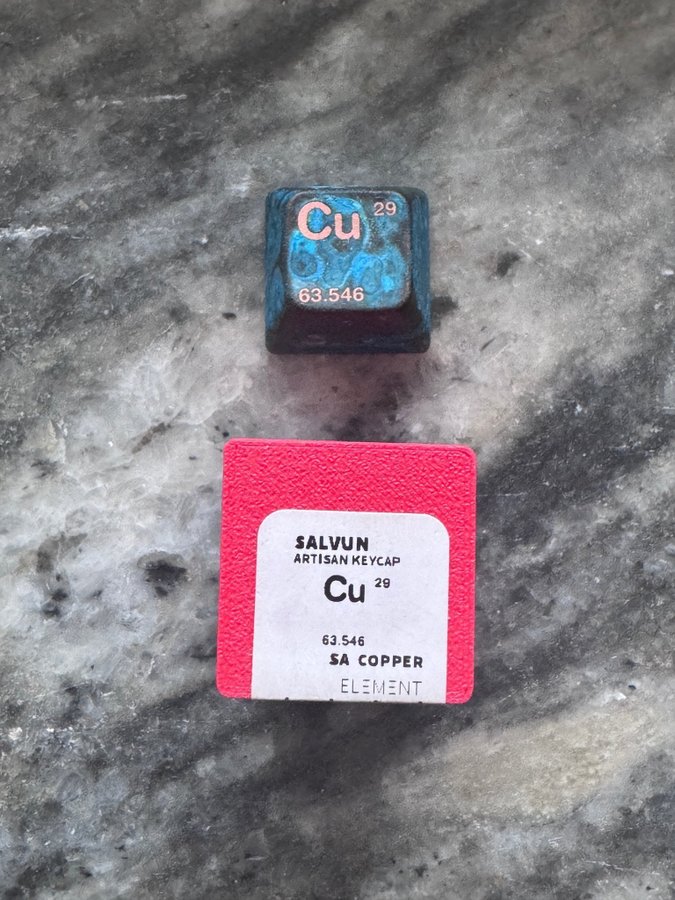 Cu 29
63.546
SALVUN
ARTISAN KEYCAP
Cu 29
63.546
SA COPPER
ELEMENT